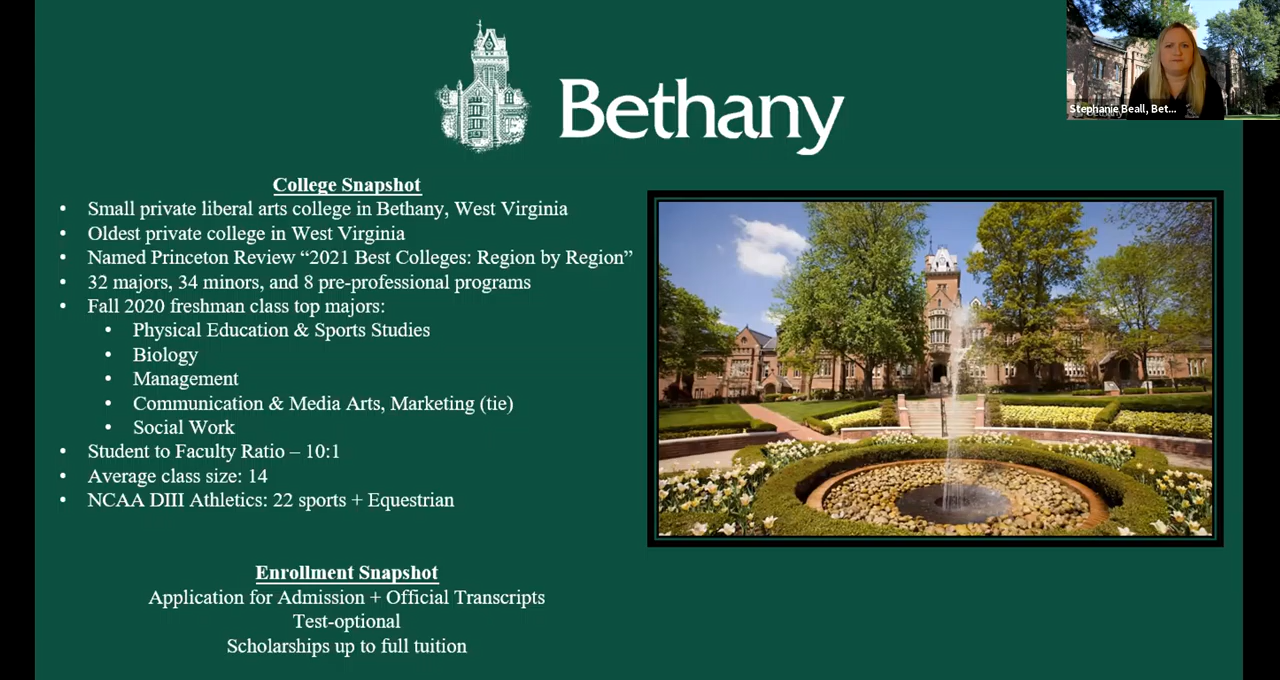 Bethany
Stephanie Beall, Bet...
College Snapshot
• Small private liberal arts college in Bethany, West Virginia
• Oldest private college in West Virginia
• Named Princeton Review “2021 Best Colleges: Region by Region”
• 32 majors, 34 minors, and 8 pre-professional programs
• Fall 2020 freshman class top majors:
• Physical Education & Sports Studies
• Biology
• Management
• Communication & Media Arts, Marketing (tie)
• Social Work
• Student to Faculty Ratio – 10:1
• Average class size: 14
• NCAA DIII Athletics: 22 sports + Equestrian
Enrollment Snapshot
Application for Admission + Official Transcripts
Test-optional
Scholarships up to full tuition